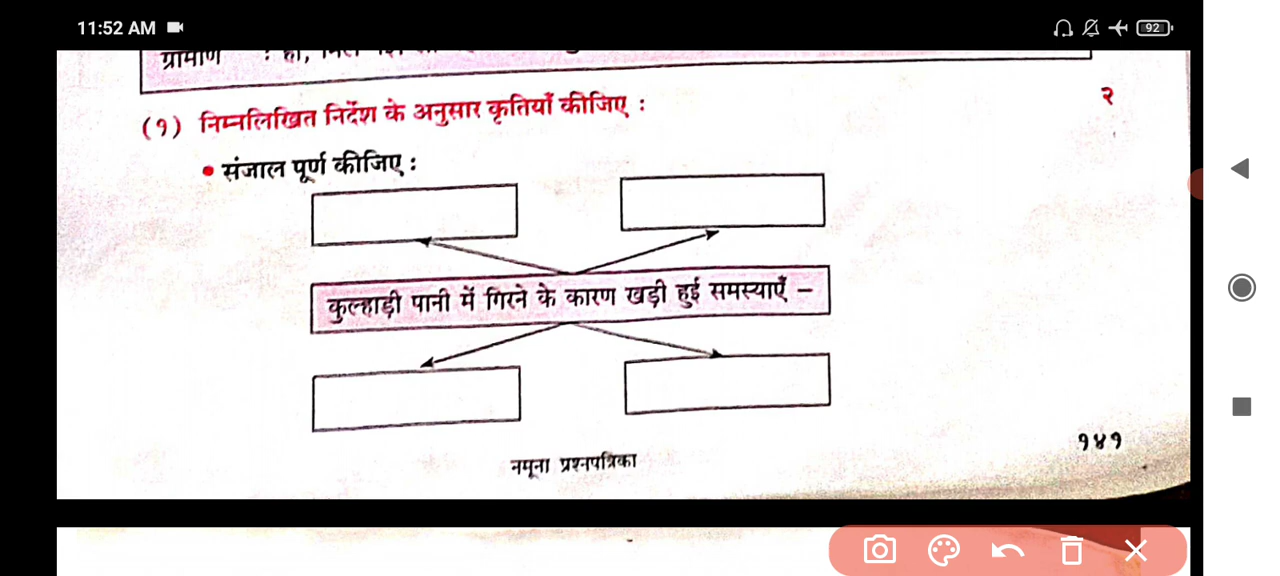 11:52 AM
92
ग्रामीण : हाँ,
(१) निम्नलिखित निर्देश के अनुसार कृतियाँ कीजिए : २
• संजाल पूर्ण कीजिए :
कुल्हाड़ी पानी में गिरने के कारण खड़ी हुई समस्याएँ –
१४१
नमूना प्रश्नपत्रिका